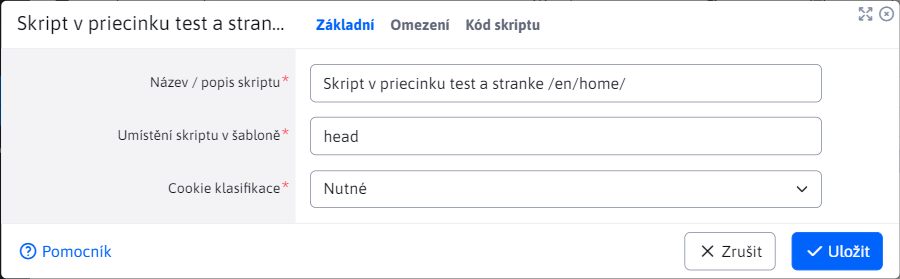 Skript v priecinku test a stran... Základní Omezení Kód skriptu
Název / popis skriptu* Skript v priecinku test a stranke /en/home/
Umístění skriptu v šabloně* head
Cookie klasifikace* Nutné
Pomocník Zrušit Uložit